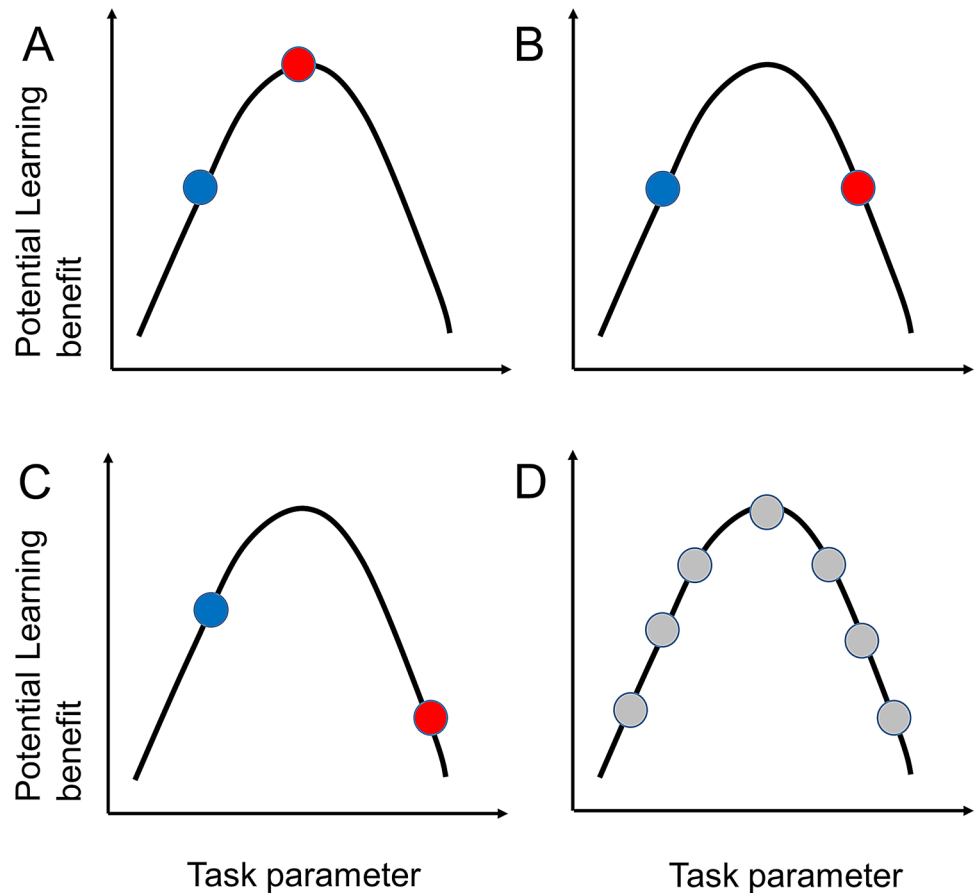 A
B
Potential Learning
benefit
C
D
Potential Learning
benefit
Task parameter
Task parameter